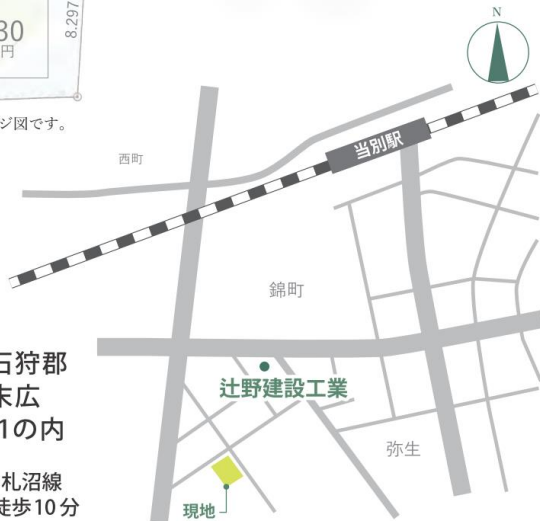 30
円
8.297
ジ図です。
N
当別駅
西町
錦町
石狩郡
末広
1の内
札沼線
徒歩10分
辻野建設工業
弥生
現地